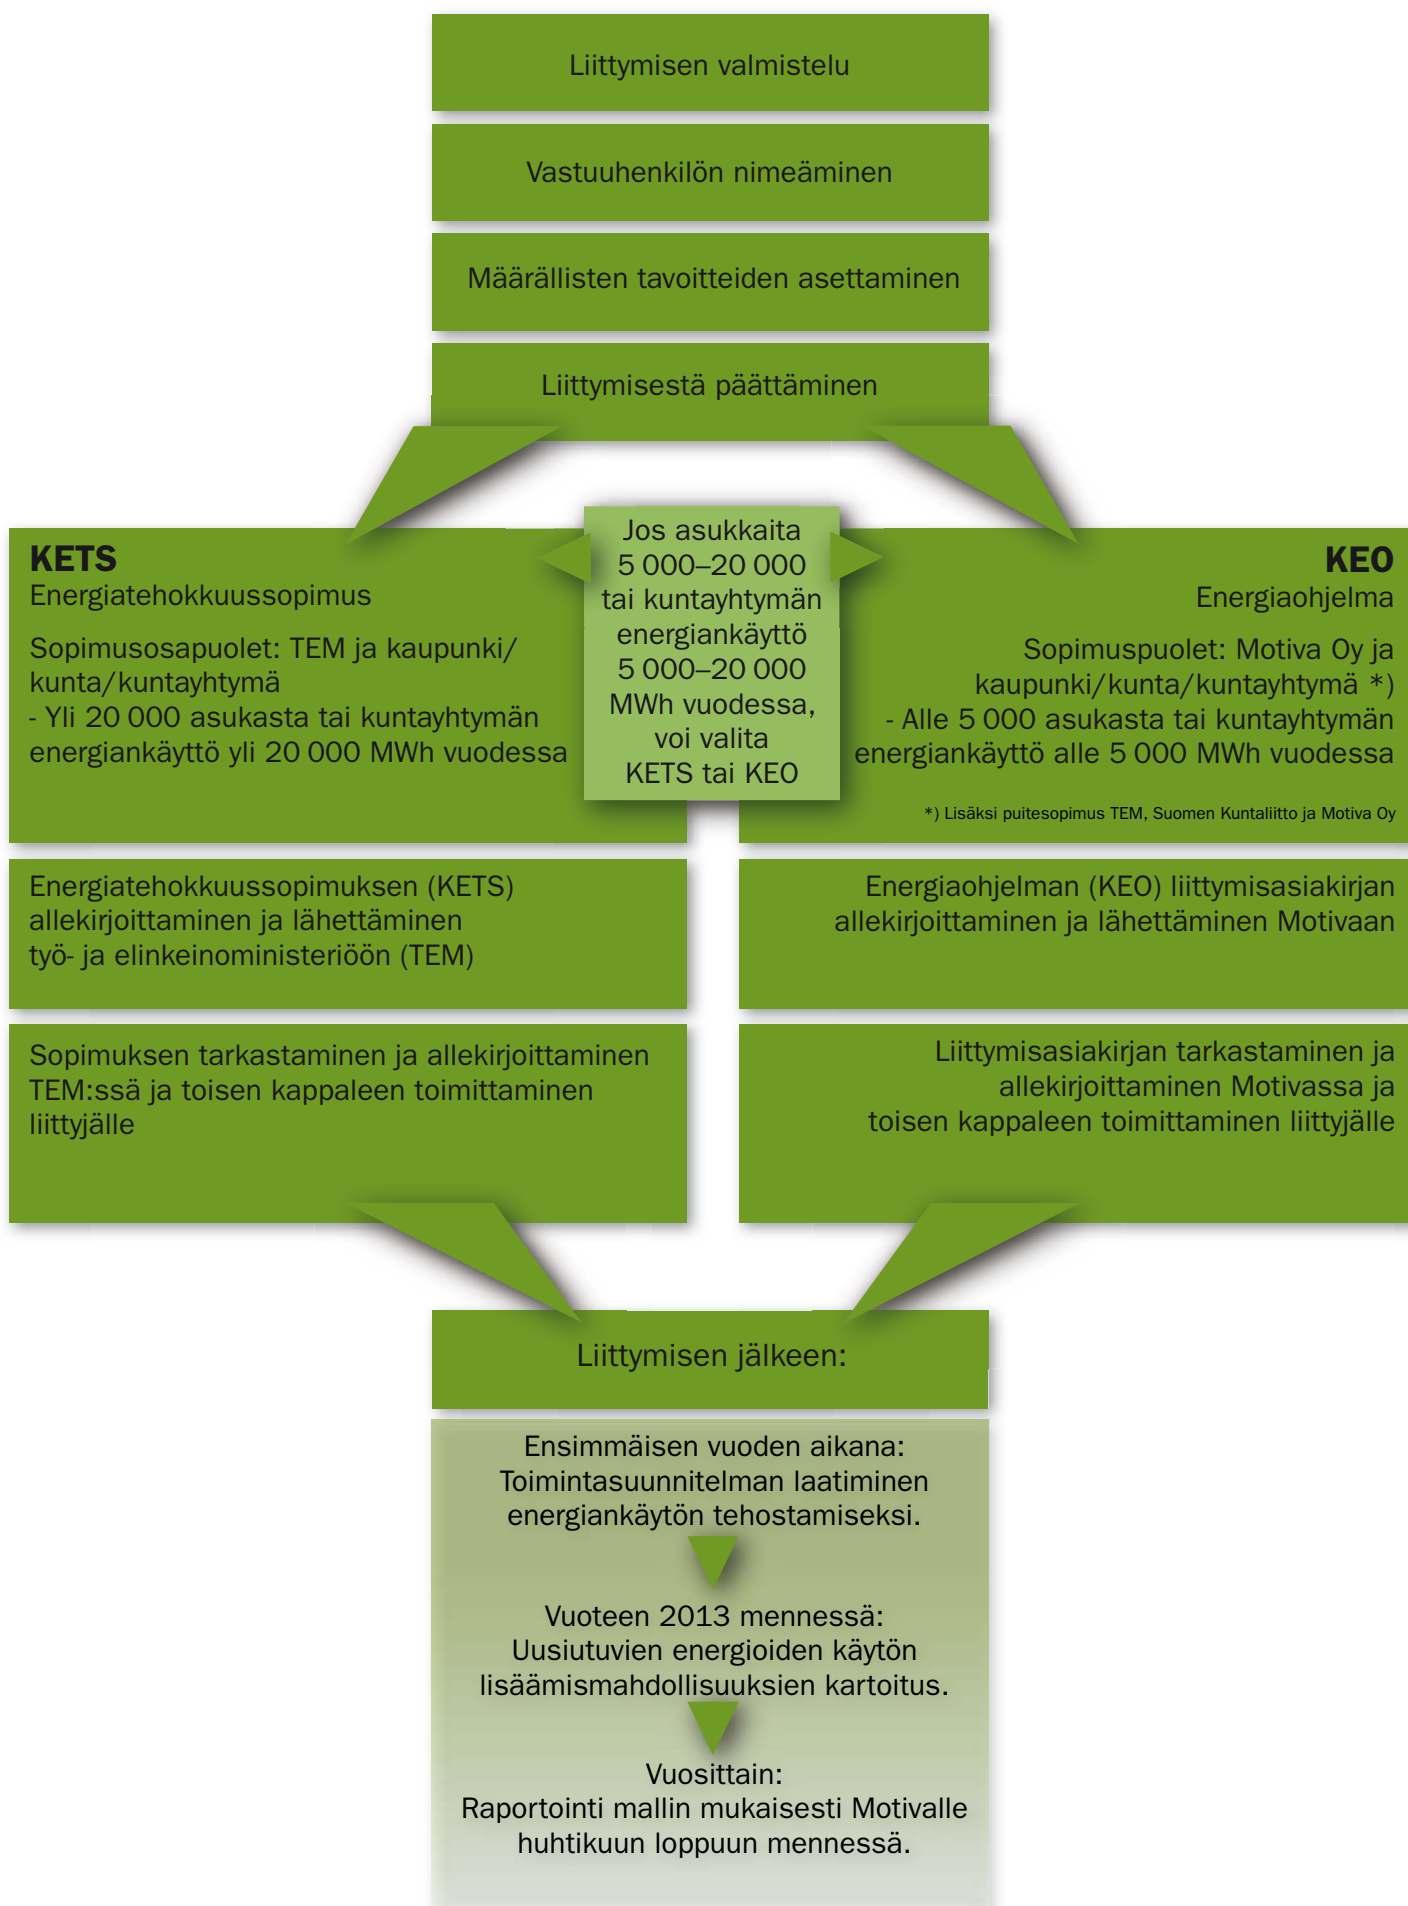 Liittymisen valmistelu
Vastuuhenkilön nimeäminen
Määrällisten tavoitteiden asettaminen
Liittymisestä päättäminen
KETS
Energiatehokkuussopimus
Sopimusosapuolet: TEM ja kaupunki/
kunta/kuntayhtymä
- Yli 20 000 asukasta tai kuntayhtymän
energiankäyttö yli 20 000 MWh vuodessa
Jos asukkaita
5 000–20 000
tai kuntayhtymän
energiankäyttö
5 000–20 000
MWh vuodessa,
voi valita
KETS tai KEO
KEO
Energiaohjelma
Sopimuspuolet: Motiva Oy ja
kaupunki/kunta/kuntayhtymä *)
- Alle 5 000 asukasta tai kuntayhtymän
energiankäyttö alle 5 000 MWh vuodessa
*) Lisäksi puitesopimus TEM, Suomen Kuntaliitto ja Motiva Oy
Energiatehokkuussopimuksen (KETS)
allekirjoittaminen ja lähettäminen
työ- ja elinkeinoministeriöön (TEM)
Energiaohjelman (KEO) liittymisasiakirjan
allekirjoittaminen ja lähettäminen Motivaan
Sopimuksen tarkastaminen ja allekirjoittaminen
TEM:ssä ja toisen kappaleen toimittaminen
liittyjälle
Liittymisasiakirjan tarkastaminen ja
allekirjoittaminen Motivassa ja
toisen kappaleen toimittaminen liittyjälle
Liittymisen jälkeen:
Ensimmäisen vuoden aikana:
Toimintasuunnitelman laatiminen
energiankäytön tehostamiseksi.
Vuoteen 2013 mennessä:
Uusiutuvien energioiden käytön
lisäämismahdollisuuksien kartoitus.
Vuosittain:
Raportointi mallin mukaisesti Motivalle
huhtikuun loppuun mennessä.